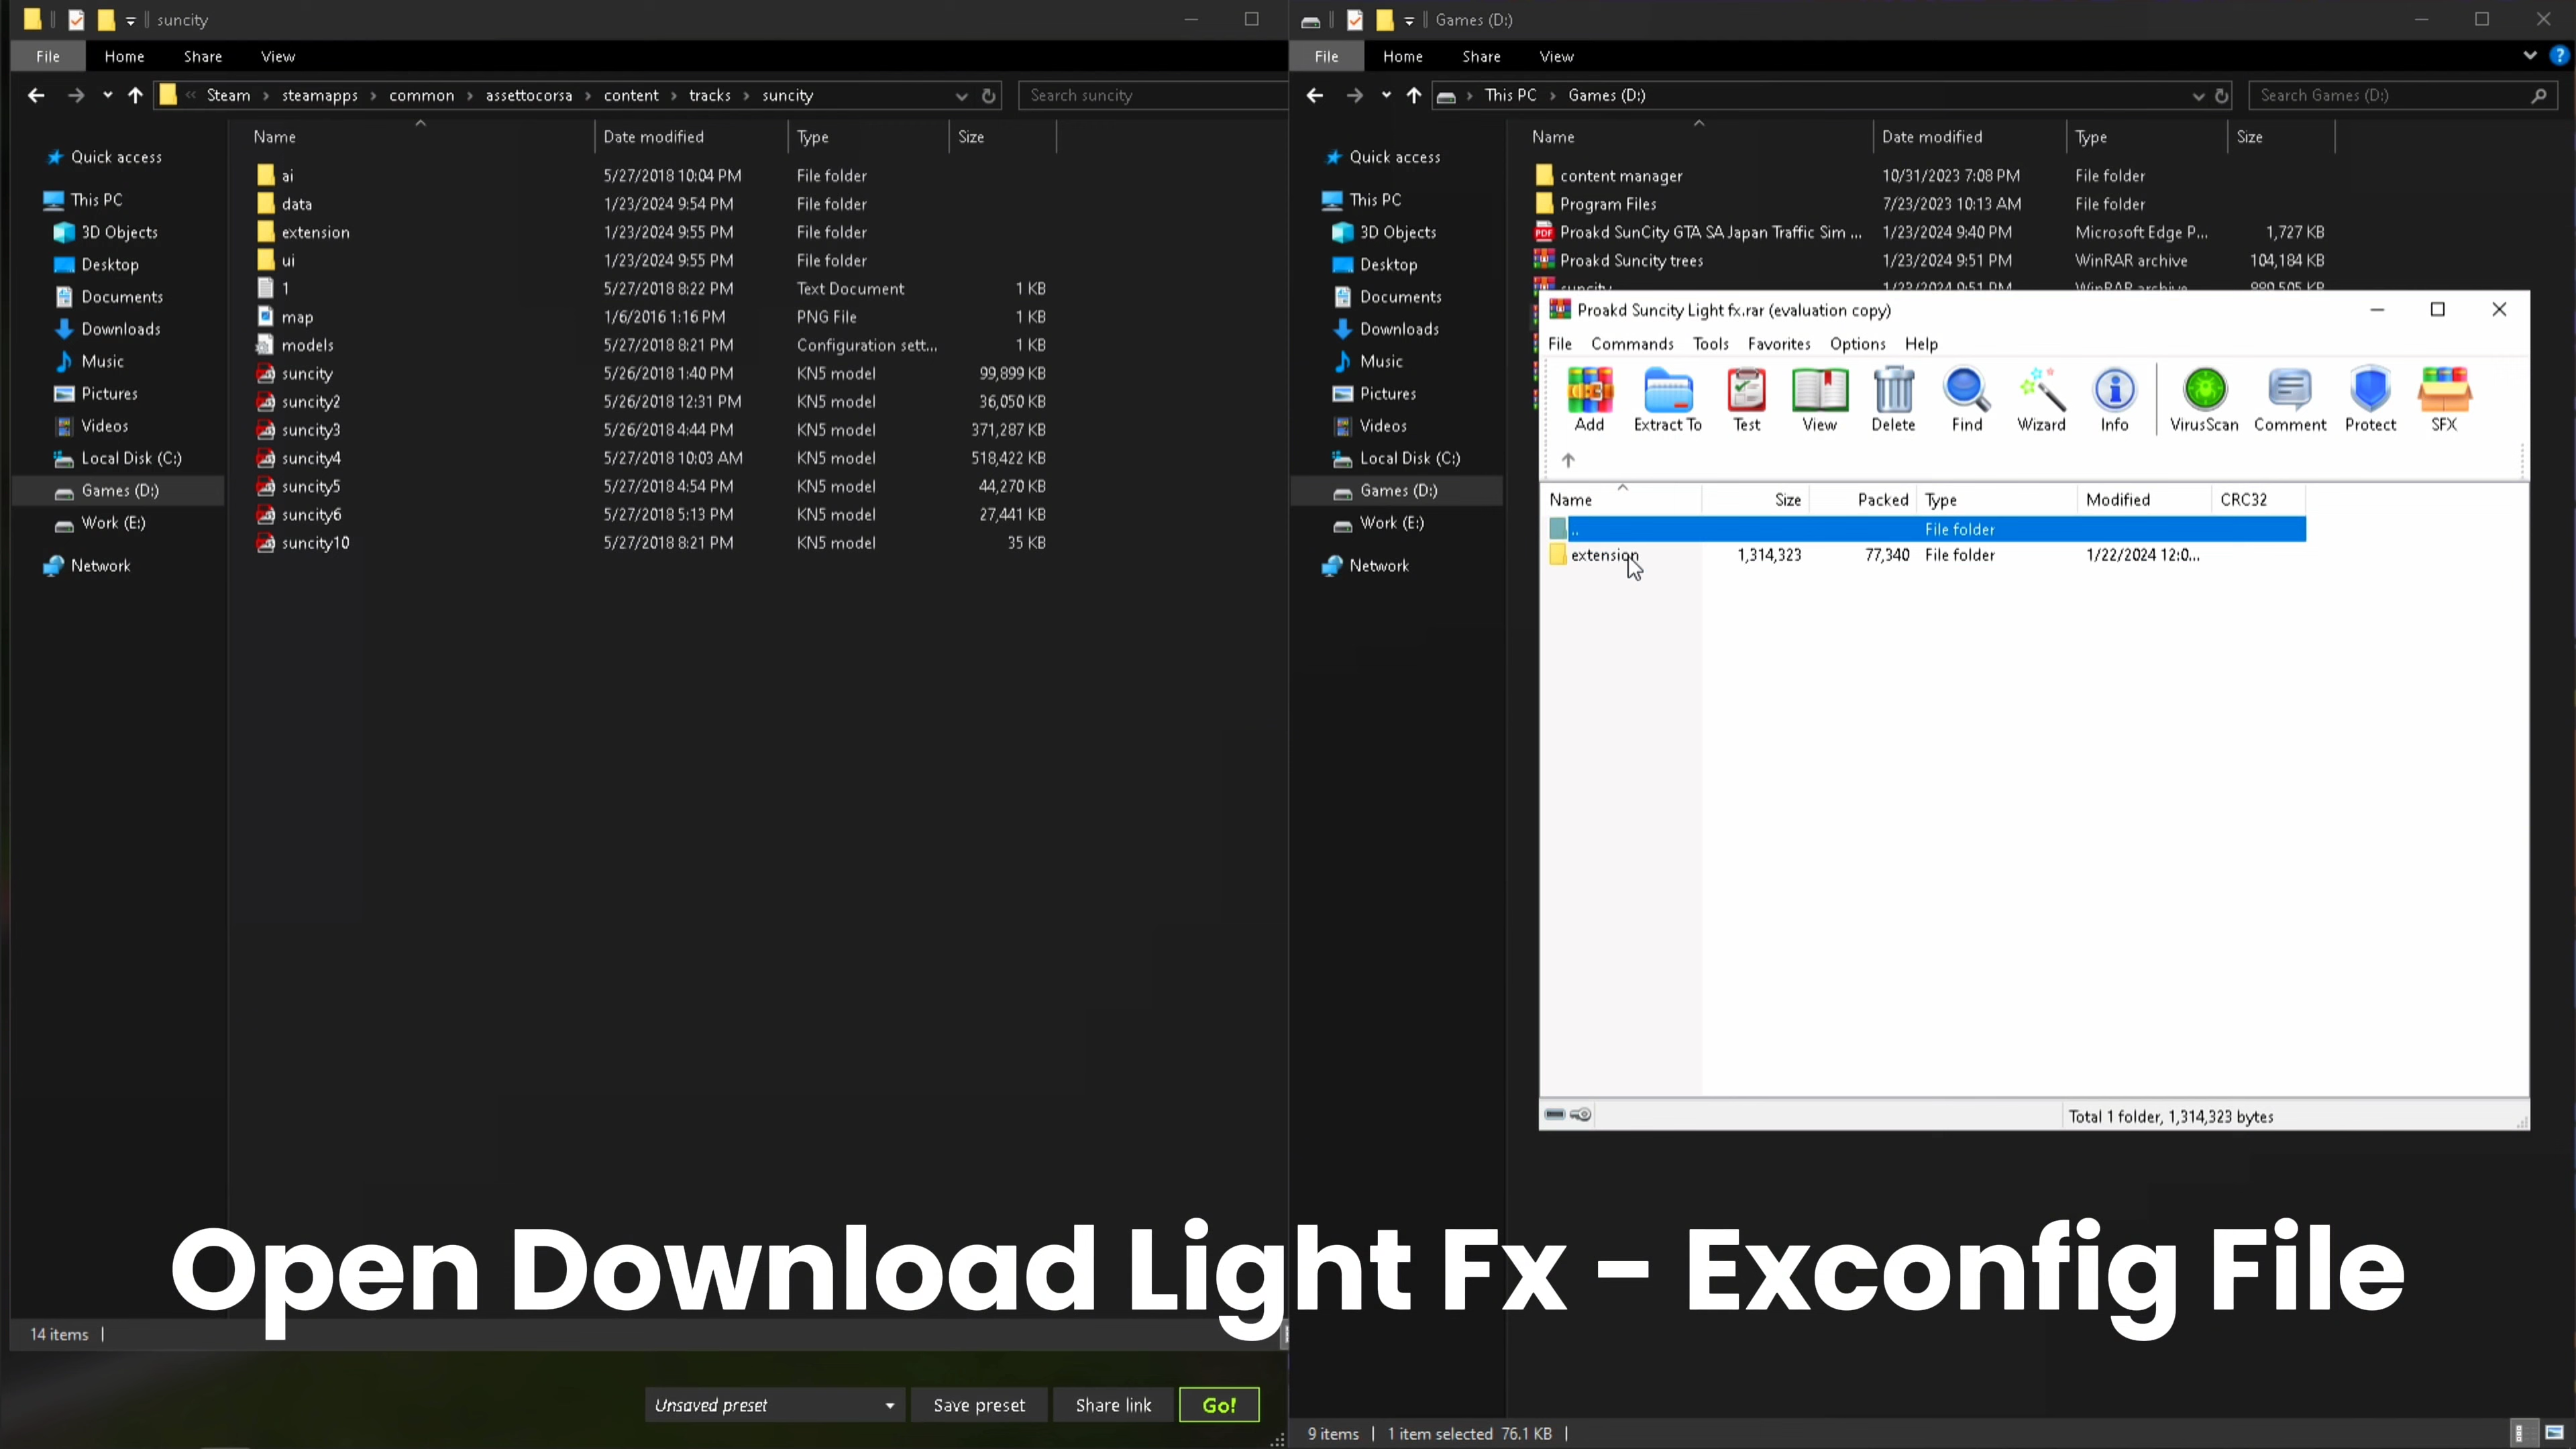 suncity
File Home Share View
Steam steamapps common assettocorsa content tracks suncity
Search suncity
Name Date modified Type Size
Quick access
This PC
3D Objects
Desktop
Documents
Downloads
Music
Pictures
Videos
Local Disk (C:)
Games (D:)
Work (E:)
Network
ai 5/27/2018 10:04 PM File folder
data 1/23/2024 9:54 PM File folder
extension 1/23/2024 9:55 PM File folder
ui 1/23/2024 9:55 PM File folder
1 5/27/2018 8:22 PM Text Document 1 KB
map 1/6/2016 1:16 PM PNG File 1 KB
models 5/27/2018 8:21 PM Configuration sett... 1 KB
suncity 5/26/2018 1:40 PM KN5 model 99,899 KB
suncity2 5/26/2018 12:31 PM KN5 model 36,050 KB
suncity3 5/26/2018 4:44 PM KN5 model 371,287 KB
suncity4 5/27/2018 10:03 AM KN5 model 518,422 KB
suncity5 5/27/2018 4:54 PM KN5 model 44,270 KB
suncity6 5/27/2018 5:13 PM KN5 model 27,441 KB
suncity10 5/27/2018 8:21 PM KN5 model 35 KB
14 items
Unsaved preset Save preset Share link Go!
Games (D:)
File Home Share View
This PC Games (D:)
Search Games (D:)
Name Date modified Type Size
Quick access
This PC
3D Objects
Desktop
Documents
Downloads
Music
Pictures
Videos
Local Disk (C:)
Games (D:)
Work (E:)
Network
content manager 10/31/2023 7:08 PM File folder
Program Files 7/23/2023 10:13 AM File folder
Proakd SunCity GTA SA Japan Traffic Sim ... 1/23/2024 9:40 PM Microsoft Edge P... 1,727 KB
Proakd Suncity trees 1/23/2024 9:51 PM WinRAR archive 104,184 KB
suncity 1/23/2024 9:51 PM WinRAR archive
Proakd Suncity Light fx.rar (evaluation copy)
File Commands Tools Favorites Options Help
Add Extract To Test View Delete Find Wizard Info VirusScan Comment Protect SFX
Name Size Packed Type Modified CRC32
.. File folder
extension 1,314,323 77,340 File folder 1/22/2024 12:0...
Total 1 folder, 1,314,323 bytes
Open Download Light Fx - Exconfig File
9 items 1 item selected 76.1 KB